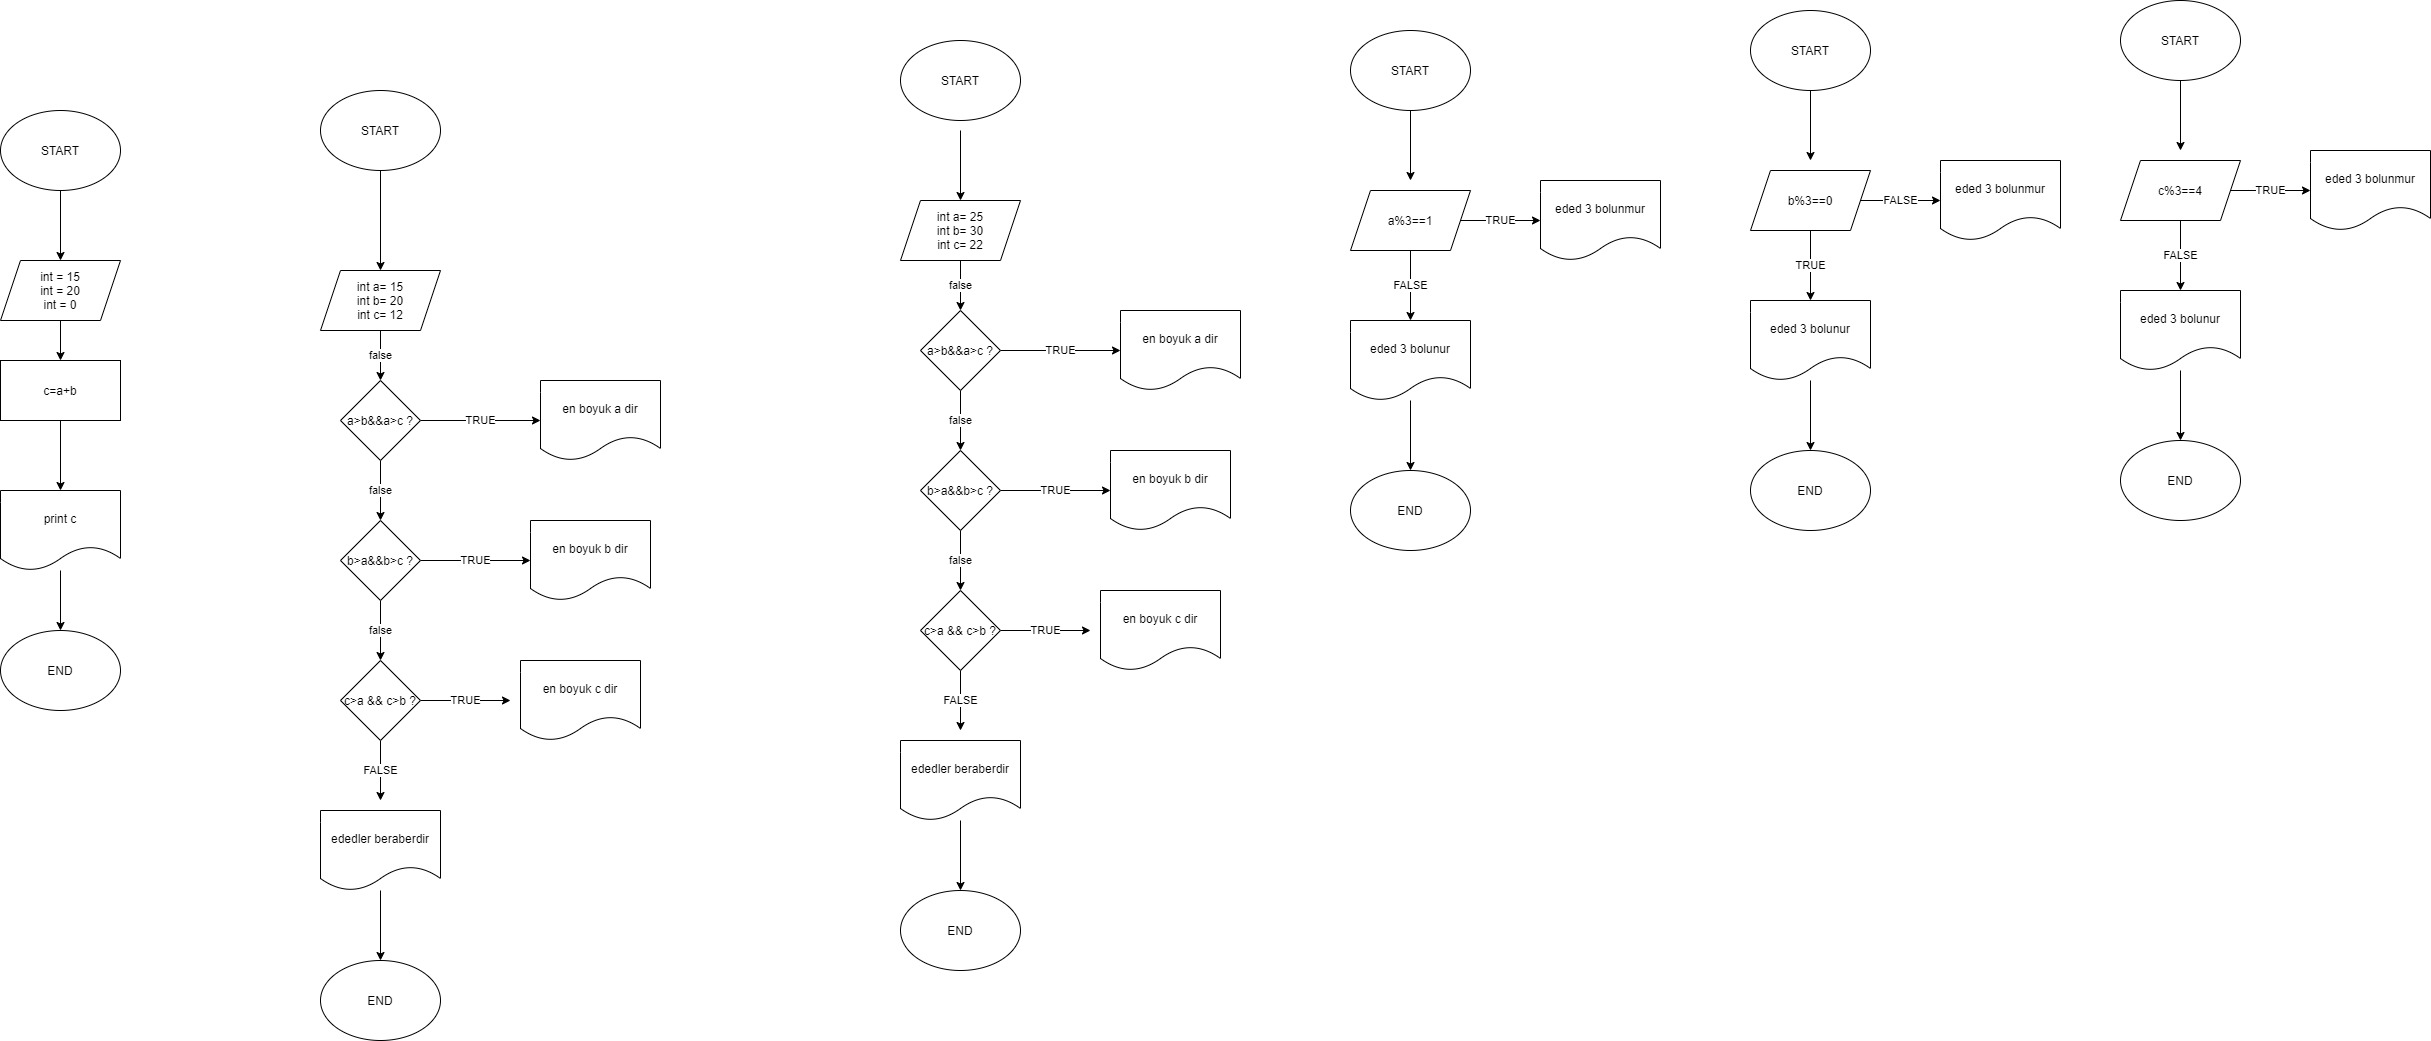 START
int = 15
int = 20
int = 0
c=a+b
print c
END
START
int a= 15
int b= 20
int c= 12
false
a>b&&a>c ?
TRUE
en boyuk a dir
false
b>a&&b>c ?
TRUE
en boyuk b dir
false
c>a && c>b ?
TRUE
en boyuk c dir
FALSE
ededler beraberdir
END
START
int a= 25
int b= 30
int c= 22
false
a>b&&a>c ?
TRUE
en boyuk a dir
false
b>a&&b>c ?
TRUE
en boyuk b dir
false
c>a && c>b ?
TRUE
en boyuk c dir
FALSE
ededler beraberdir
END
START
a%3==1
TRUE
eded 3 bolunmur
FALSE
eded 3 bolunur
END
START
b%3==0
FALSE
eded 3 bolunmur
TRUE
eded 3 bolunur
END
START
c%3==4
TRUE
eded 3 bolunmur
FALSE
eded 3 bolunur
END